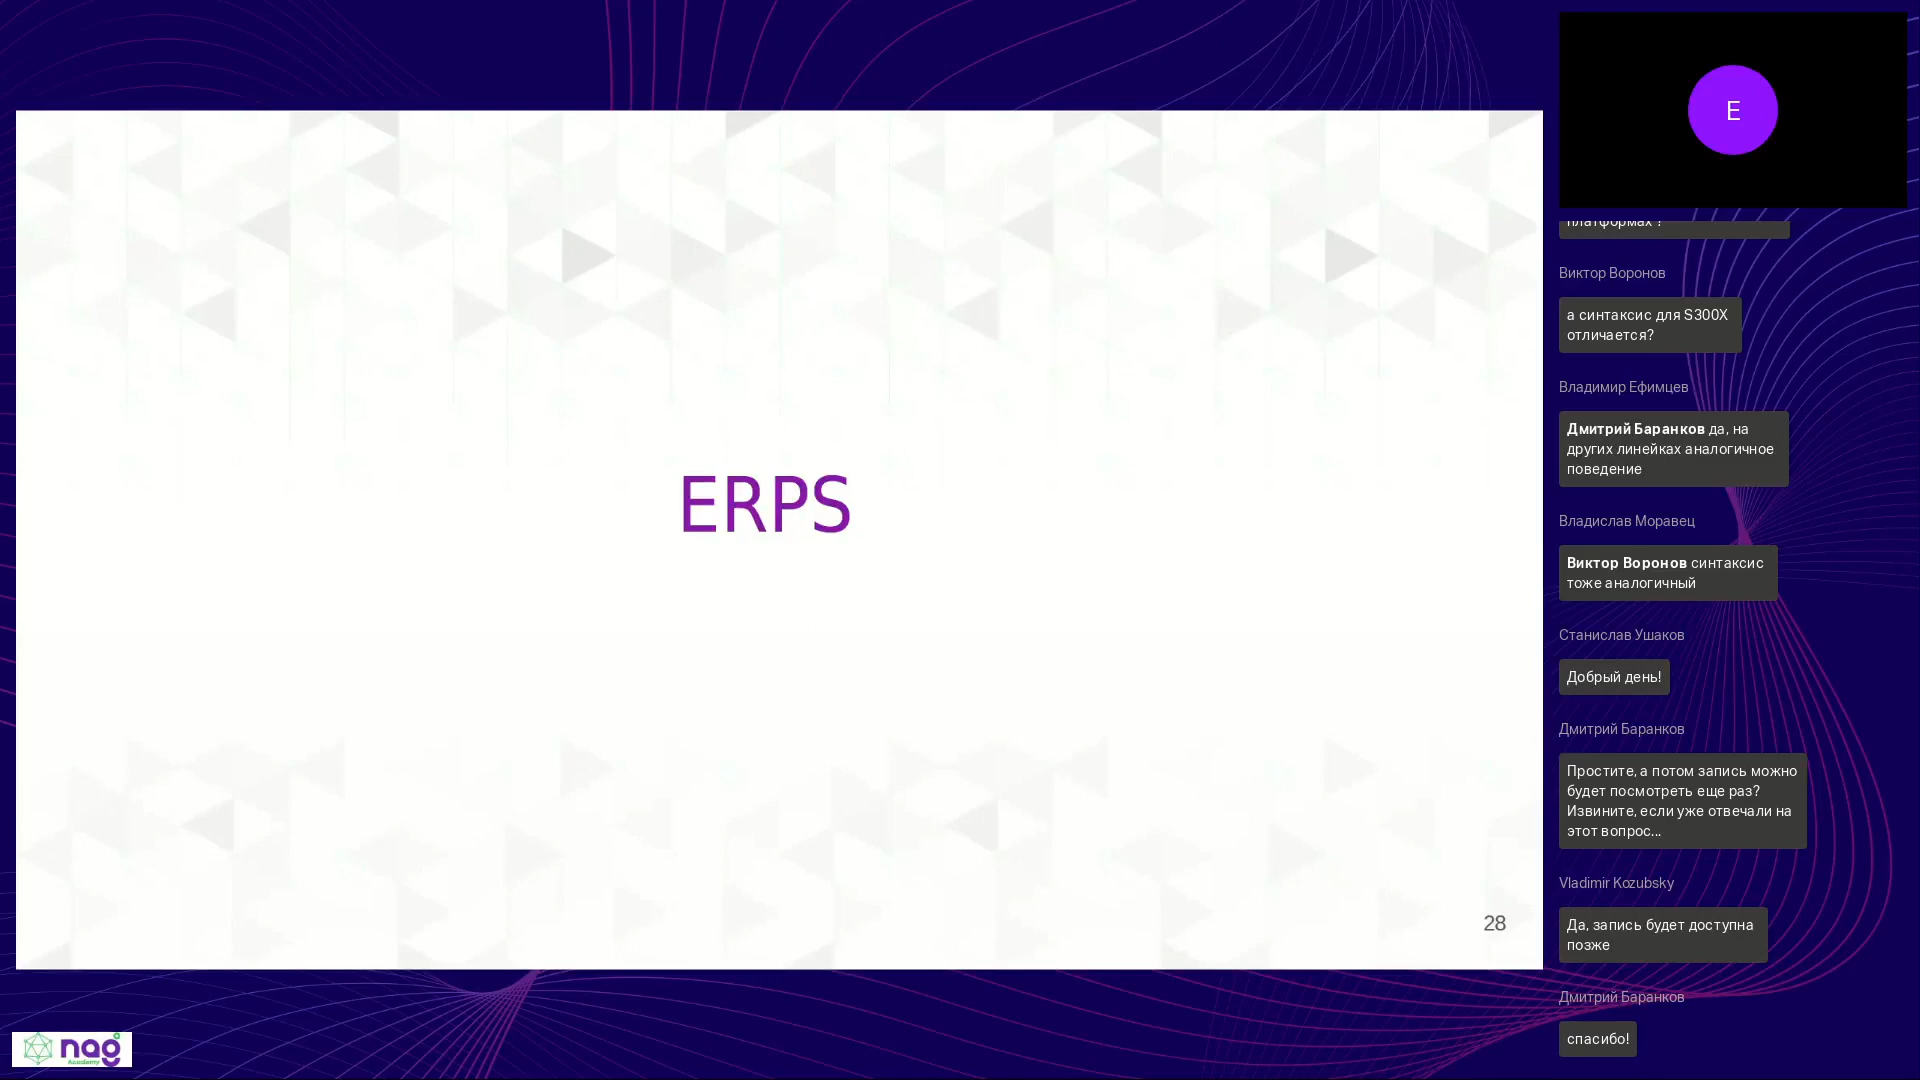 ERPS
28
E
платформах ?
Виктор Воронов
а синтаксис для S300X
отличается?
Владимир Ефимцев
Дмитрий Баранков да, на
других линейках аналогичное
поведение
Владислав Моравец
Виктор Воронов синтаксис
тоже аналогичный
Станислав Ушаков
Добрый день!
Дмитрий Баранков
Простите, а потом запись можно
будет посмотреть еще раз?
Извините, если уже отвечали на
этот вопрос...
Vladimir Kozubsky
Да, запись будет доступна
позже
Дмитрий Баранков
спасибо!
nag
Academy